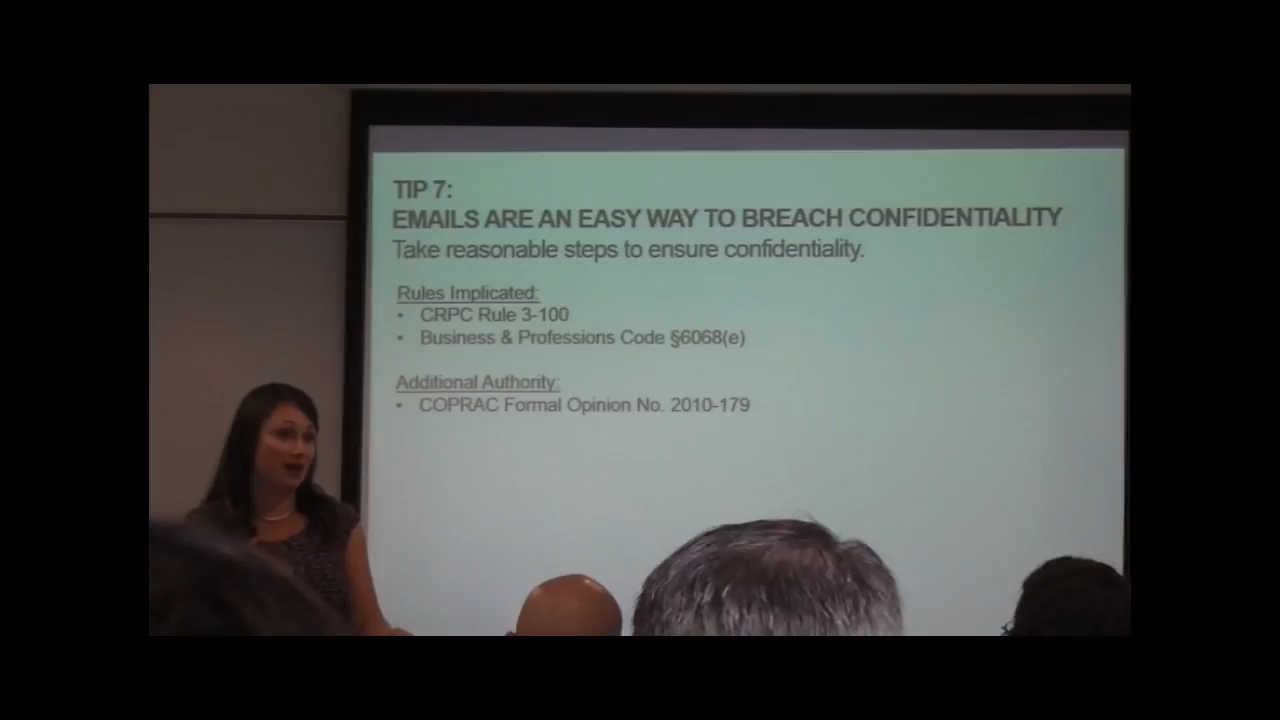 TIP 7:
EMAILS ARE AN EASY WAY TO BREACH CONFIDENTIALITY
Take reasonable steps to ensure confidentiality.
Rules Implicated:
• CRPC Rule 3-100
• Business & Professions Code §6068(e)
Additional Authority:
• COPRAC Formal Opinion No. 2010-179